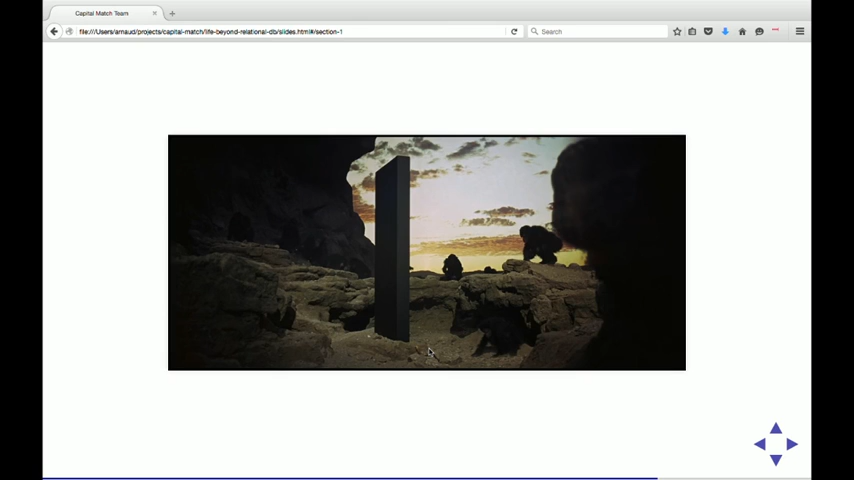 Capital Match Team
file:///Users/arnaud/projects/capital-match/life-beyond-relational-db/slides.html#/section-1
Search